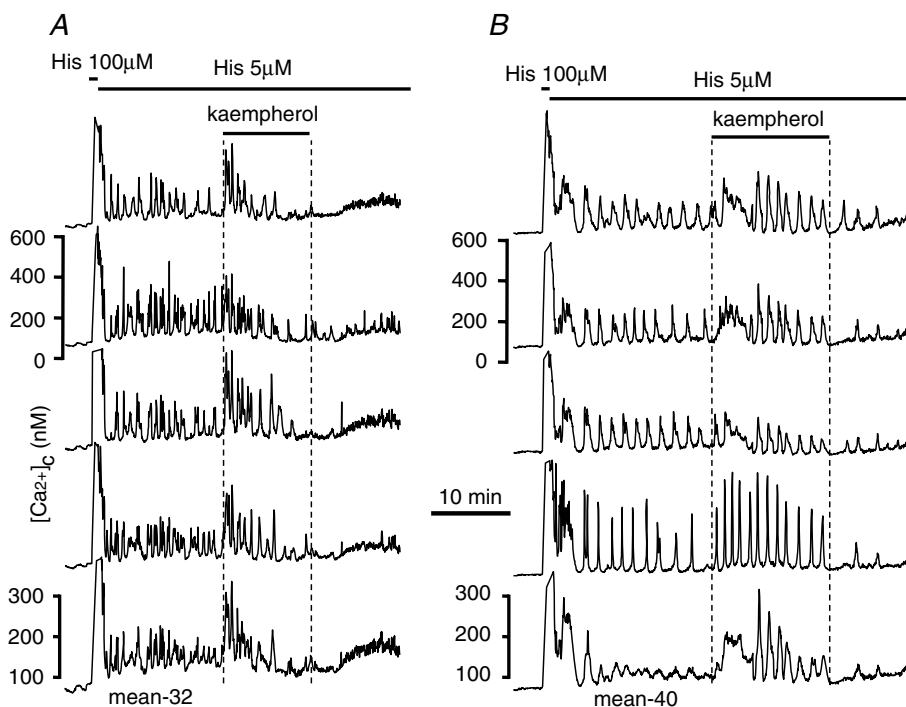 A
His 100μM
His 5μM
kaempherol
600
400
200
0
[Ca2+]c (nM)
300
200
100
mean-32
B
His 100μM
His 5μM
kaempherol
600
400
200
0
10 min
300
200
100
mean-40